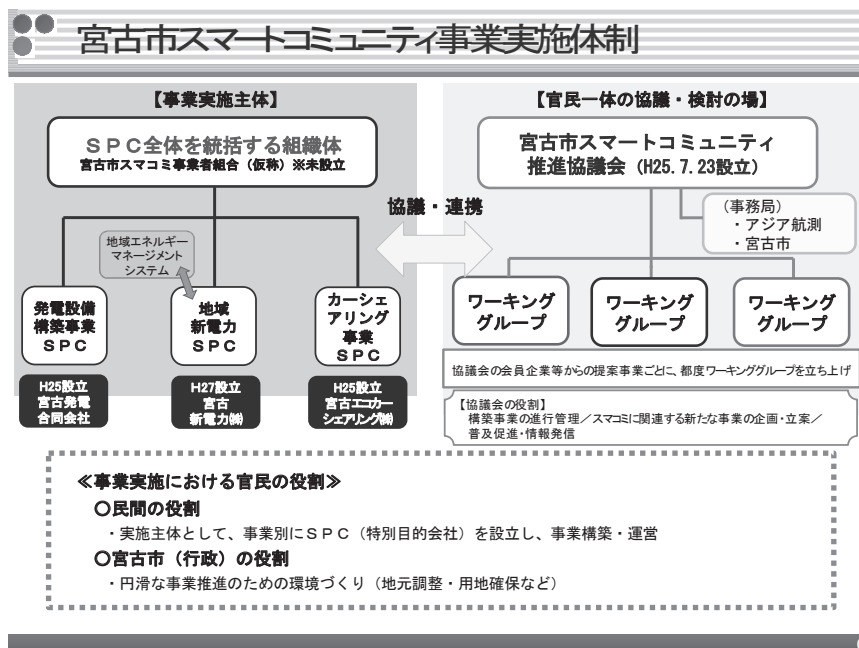 宮古市スマートコミュニティ事業実施体制
【事業実施主体】
SPC全体を統括する組織体
宮古市スマコミ事業者組合（仮称）※未設立
地域エネルギー
マネージメント
システム
発電設備
構築事業
SPC
地域
新電力
SPC
カーシェ
アリング
事業
SPC
H25設立
宮古発電
合同会社
H27設立
宮古
新電力㈱
H25設立
宮古エコカー
シェアリング㈱
協議・連携
【官民一体の協議・検討の場】
宮古市スマートコミュニティ
推進協議会（H25.7.23設立）
（事務局）
・アジア航測
・宮古市
ワーキング
グループ
ワーキング
グループ
ワーキング
グループ
協議会の会員企業等からの提案事業ごとに、都度ワーキンググループを立ち上げ
【協議会の役割】
構築事業の進行管理／スマコミに関連する新たな事業の企画・立案／
普及促進・情報発信
≪事業実施における官民の役割≫
○民間の役割
・実施主体として、事業別にSPC（特別目的会社）を設立し、事業構築・運営
○宮古市（行政）の役割
・円滑な事業推進のための環境づくり（地元調整・用地確保など）